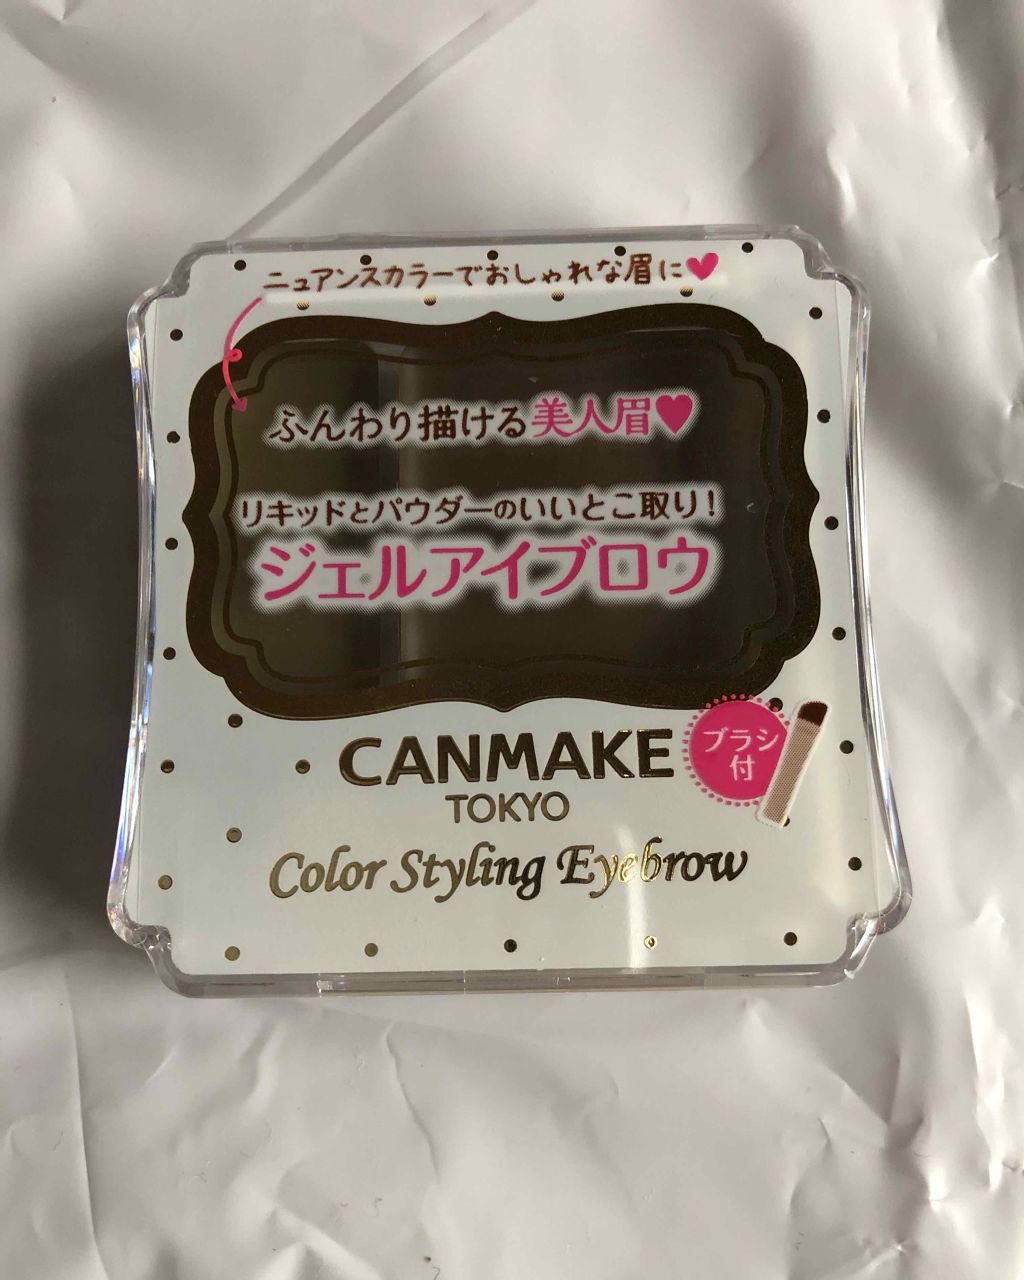 ニュアンスカラーでおしゃれな眉に♥
ふんわり描ける美人眉♥
リキッドとパウダーのいいとこ取り!
ジェルアイブロウ
CANMAKE
TOKYO
ブラシ
付
Color Styling Eyebrow